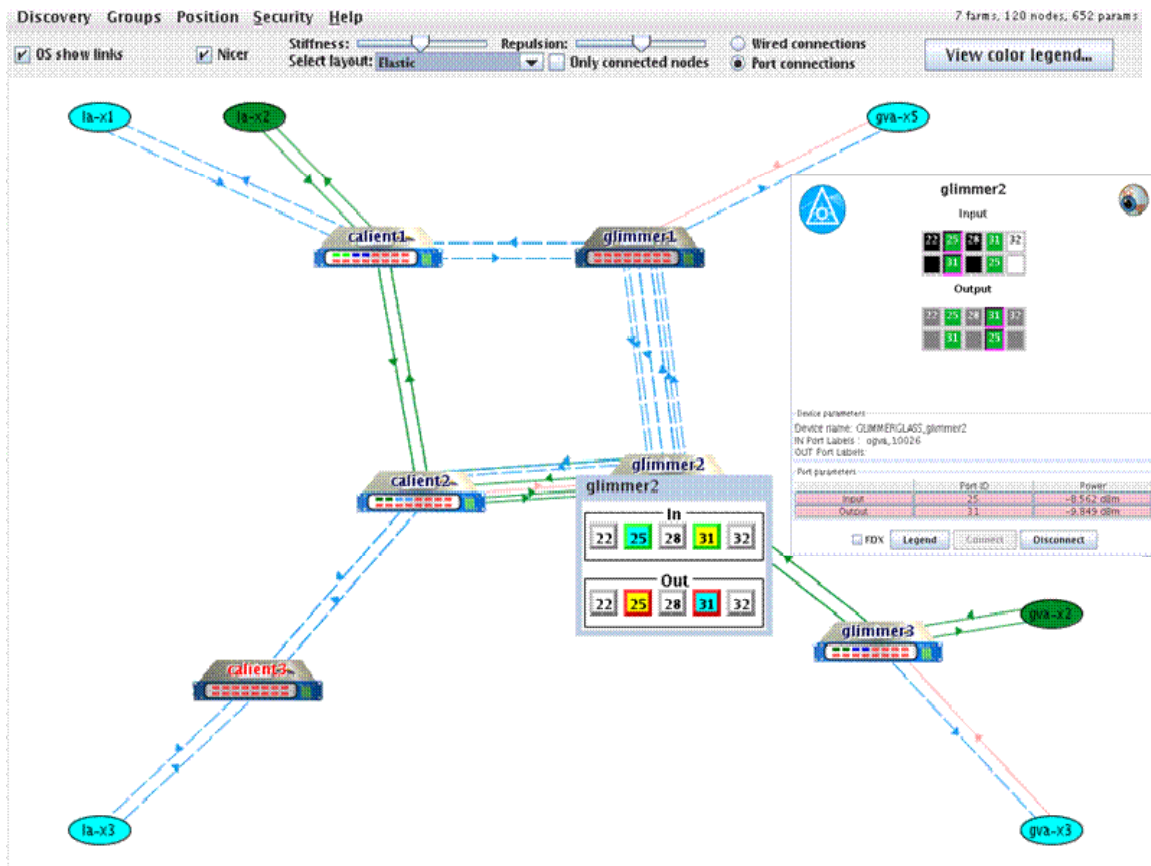 Discovery Groups Position Security Help
7 farms, 120 nodes, 652 params
OS show links
Nicer
Stiffness:
Repulsion:
Select layout: Elastic
Only connected nodes
Wired connections
Port connections
View color legend...
la-x1
la-x2
gva-x5
calient1
glimmer1
glimmer2
Input
22 25 28 31 32
31 25
Output
22 25 28 31 32
31 25
Device parameters
Device name: GLIMMERGLASS_glimmer2
IN Port Labels : ogva_10026
OUT Port Labels:
Port parameters
Port ID Power
Input 25 -8.562 dBm
Output 31 -9.849 dBm
FDX Legend Connect Disconnect
calient2
glimmer2
glimmer2
In
22 25 28 31 32
Out
22 25 28 31 32
gva-x2
glimmer3
calient3
la-x3
gva-x3